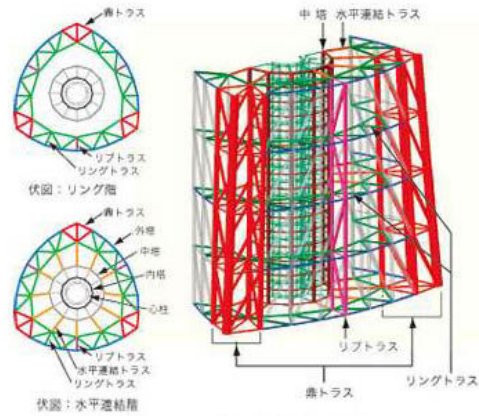 鼎トラス
リブトラス
リングトラス
伏図：リング階
鼎トラス
外塔
中塔
内塔
心柱
リブトラス
水平連結トラス
リングトラス
伏図：水平連結階
中塔 水平連結トラス
リブトラス
リングトラス
鼎トラス